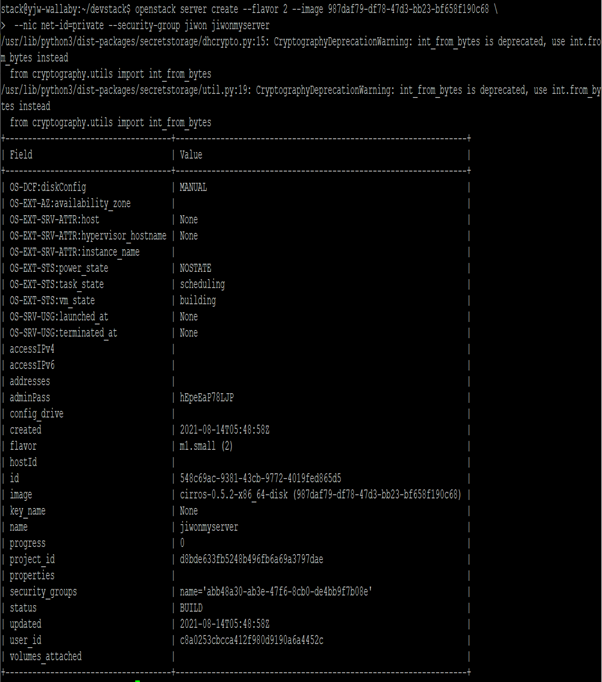 stack@yjw-wallaby:~/devstack$ openstack server create --flavor 2 --image 987daf79-df78-47d3-bb23-bf658f190c68 \
>  --nic net-id=private --security-group jiwon jiwonmyserver
/usr/lib/python3/dist-packages/secretstorage/dhcrypto.py:15: CryptographyDeprecationWarning: int_from_bytes is deprecated, use int.fro
m_bytes instead
  from cryptography.utils import int_from_bytes
/usr/lib/python3/dist-packages/secretstorage/util.py:19: CryptographyDeprecationWarning: int_from_bytes is deprecated, use int.from_by
tes instead
  from cryptography.utils import int_from_bytes
+-------------------------------------+----------------------------------------------------------------+
| Field                               | Value                                                          |
+-------------------------------------+----------------------------------------------------------------+
| OS-DCF:diskConfig                   | MANUAL                                                         |
| OS-EXT-AZ:availability_zone         |                                                                |
| OS-EXT-SRV-ATTR:host                | None                                                           |
| OS-EXT-SRV-ATTR:hypervisor_hostname | None                                                           |
| OS-EXT-SRV-ATTR:instance_name       |                                                                |
| OS-EXT-STS:power_state              | NOSTATE                                                        |
| OS-EXT-STS:task_state               | scheduling                                                     |
| OS-EXT-STS:vm_state                 | building                                                       |
| OS-SRV-USG:launched_at              | None                                                           |
| OS-SRV-USG:terminated_at            | None                                                           |
| accessIPv4                          |                                                                |
| accessIPv6                          |                                                                |
| addresses                           |                                                                |
| adminPass                           | hEpeEaP78LJP                                                   |
| config_drive                        |                                                                |
| created                             | 2021-08-14T05:48:58Z                                           |
| flavor                              | m1.small (2)                                                   |
| hostId                              |                                                                |
| id                                  | 548c69ac-9381-43cb-9772-4019fed865d5                           |
| image                               | cirros-0.5.2-x86_64-disk (987daf79-df78-47d3-bb23-bf658f190c68) |
| key_name                            | None                                                           |
| name                                | jiwonmyserver                                                  |
| progress                            | 0                                                              |
| project_id                          | d8bde633fb5248b496fb6a69a3797dae                               |
| properties                          |                                                                |
| security_groups                     | name='abb48a30-ab3e-47f6-8cb0-de4bb9f7b08e'                    |
| status                              | BUILD                                                          |
| updated                             | 2021-08-14T05:48:58Z                                           |
| user_id                             | c8a0253cbcca412f980d9190a6a4452c                               |
| volumes_attached                    |                                                                |
+-------------------------------------+----------------------------------------------------------------+